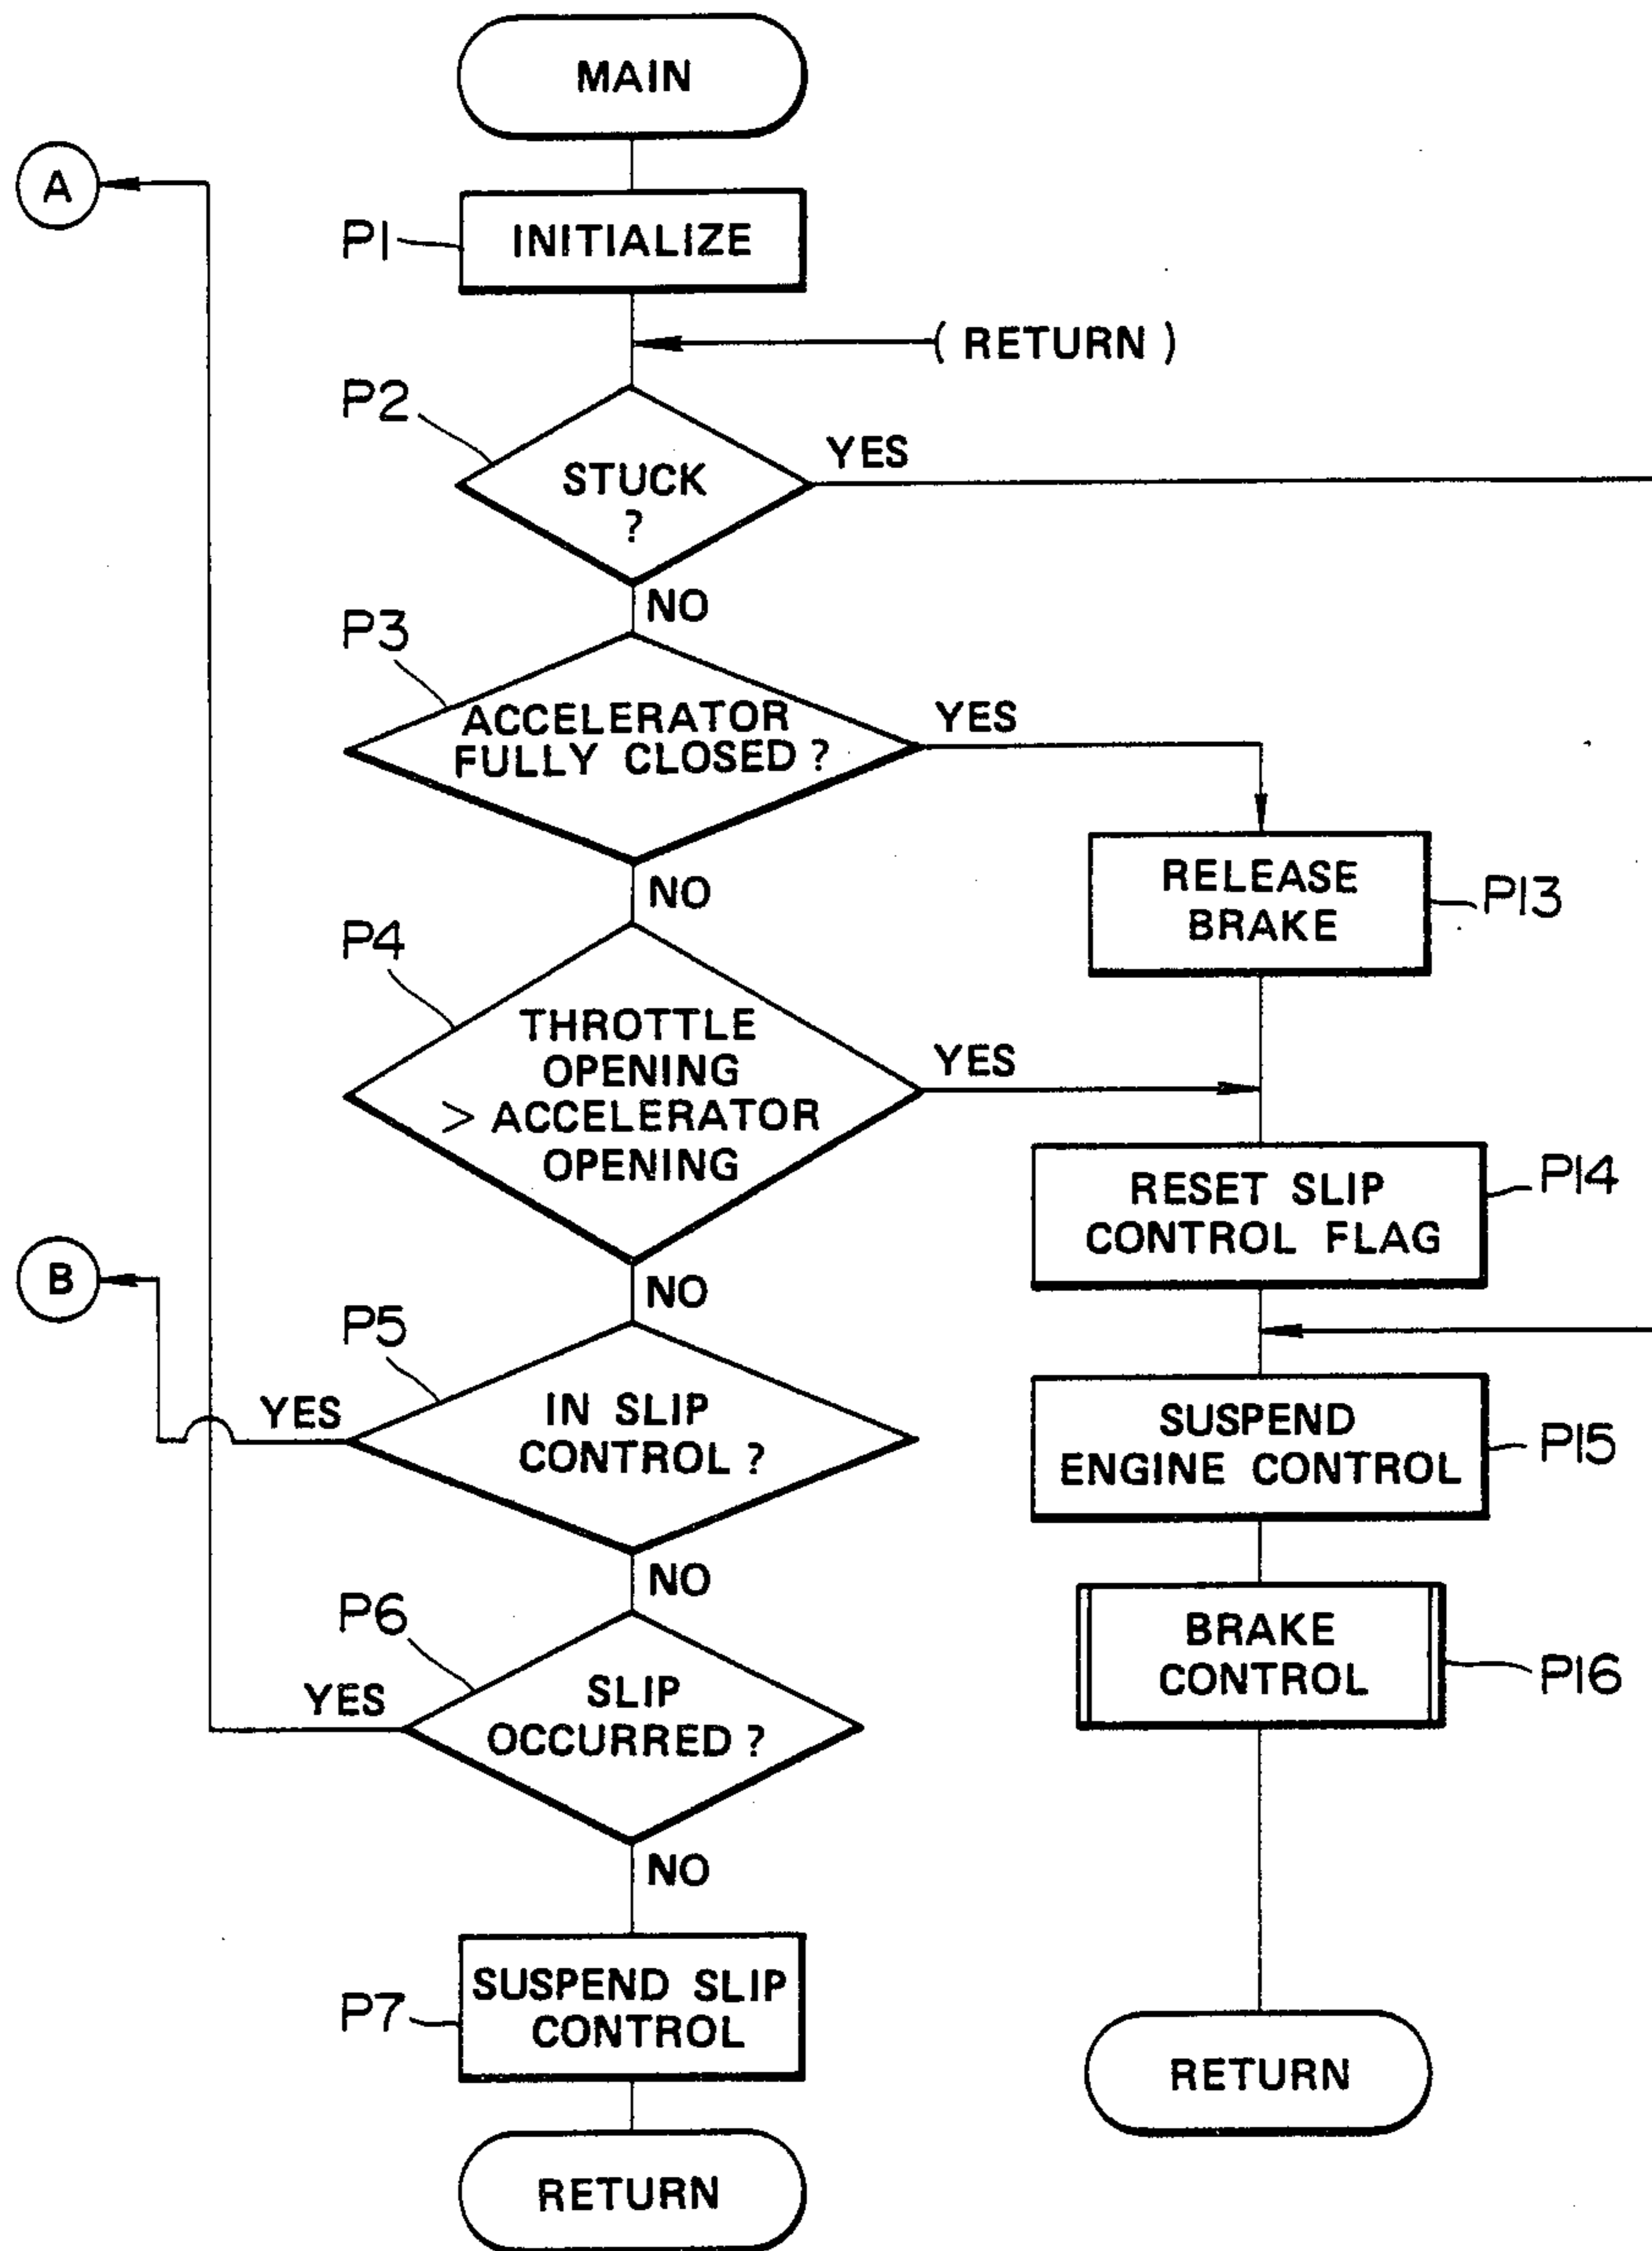 MAIN
A
P1
INITIALIZE
( RETURN )
P2
STUCK
?
YES
NO
P3
ACCELERATOR
FULLY CLOSED ?
YES
NO
RELEASE
BRAKE
P13
P4
THROTTLE
OPENING
> ACCELERATOR
OPENING
YES
NO
RESET SLIP
CONTROL FLAG
P14
B
P5
IN SLIP
CONTROL ?
YES
NO
SUSPEND
ENGINE CONTROL
P15
P6
SLIP
OCCURRED ?
YES
NO
BRAKE
CONTROL
P16
P7
SUSPEND SLIP
CONTROL
RETURN
RETURN